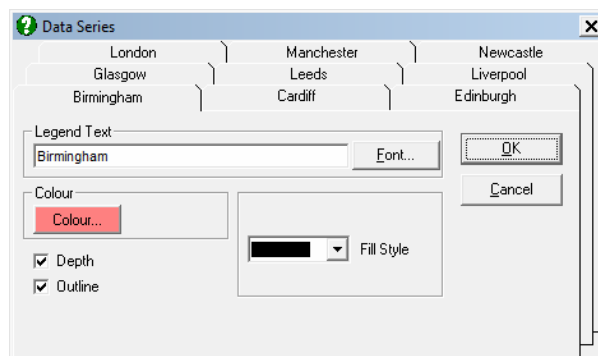 Data Series
London Manchester Newcastle
Glasgow Leeds Liverpool
Birmingham Cardiff Edinburgh
Legend Text
Birmingham Font... OK
Cancel
Colour
Colour...
Fill Style
Depth
Outline